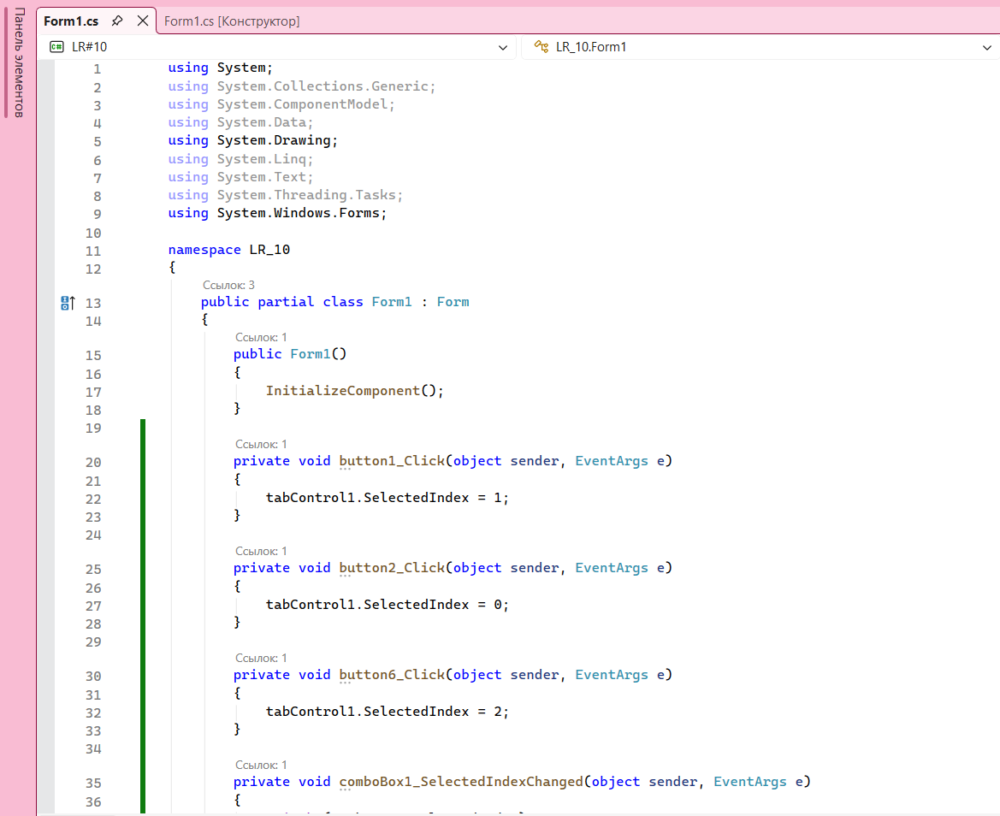 Панель элементов
Form1.cs
Form1.cs [Конструктор]
C# LR#10
LR_10.Form1
1 using System;
2 using System.Collections.Generic;
3 using System.ComponentModel;
4 using System.Data;
5 using System.Drawing;
6 using System.Linq;
7 using System.Text;
8 using System.Threading.Tasks;
9 using System.Windows.Forms;
10
11 namespace LR_10
12 {
Ссылок: 3
13 public partial class Form1 : Form
14 {
Ссылок: 1
15 public Form1()
16 {
17 InitializeComponent();
18 }
19
Ссылок: 1
20 private void button1_Click(object sender, EventArgs e)
21 {
22 tabControl1.SelectedIndex = 1;
23 }
24
Ссылок: 1
25 private void button2_Click(object sender, EventArgs e)
26 {
27 tabControl1.SelectedIndex = 0;
28 }
29
Ссылок: 1
30 private void button6_Click(object sender, EventArgs e)
31 {
32 tabControl1.SelectedIndex = 2;
33 }
34
Ссылок: 1
35 private void comboBox1_SelectedIndexChanged(object sender, EventArgs e)
36 {